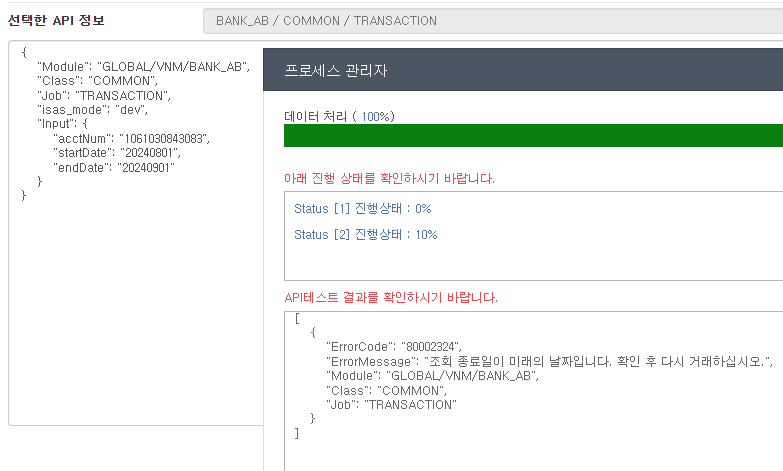 선택한 API 정보
BANK_AB / COMMON / TRANSACTION
{
"Module": "GLOBAL/VNM/BANK_AB",
"Class": "COMMON",
"Job": "TRANSACTION",
"isas_mode": "dev",
"Input": {
"acctNum": "1061030843083",
"startDate": "20240801",
"endDate": "20240901"
}
}
프로세스 관리자
데이터 처리 ( 100%)
아래 진행 상태를 확인하시기 바랍니다.
Status [1] 진행상태 : 0%
Status [2] 진행상태 : 10%
API테스트 결과를 확인하시기 바랍니다.
[
{
"ErrorCode": "80002324",
"ErrorMessage": "조회 종료일이 미래의 날짜입니다. 확인 후 다시 거래하십시오.",
"Module": "GLOBAL/VNM/BANK_AB",
"Class": "COMMON",
"Job": "TRANSACTION"
}
]